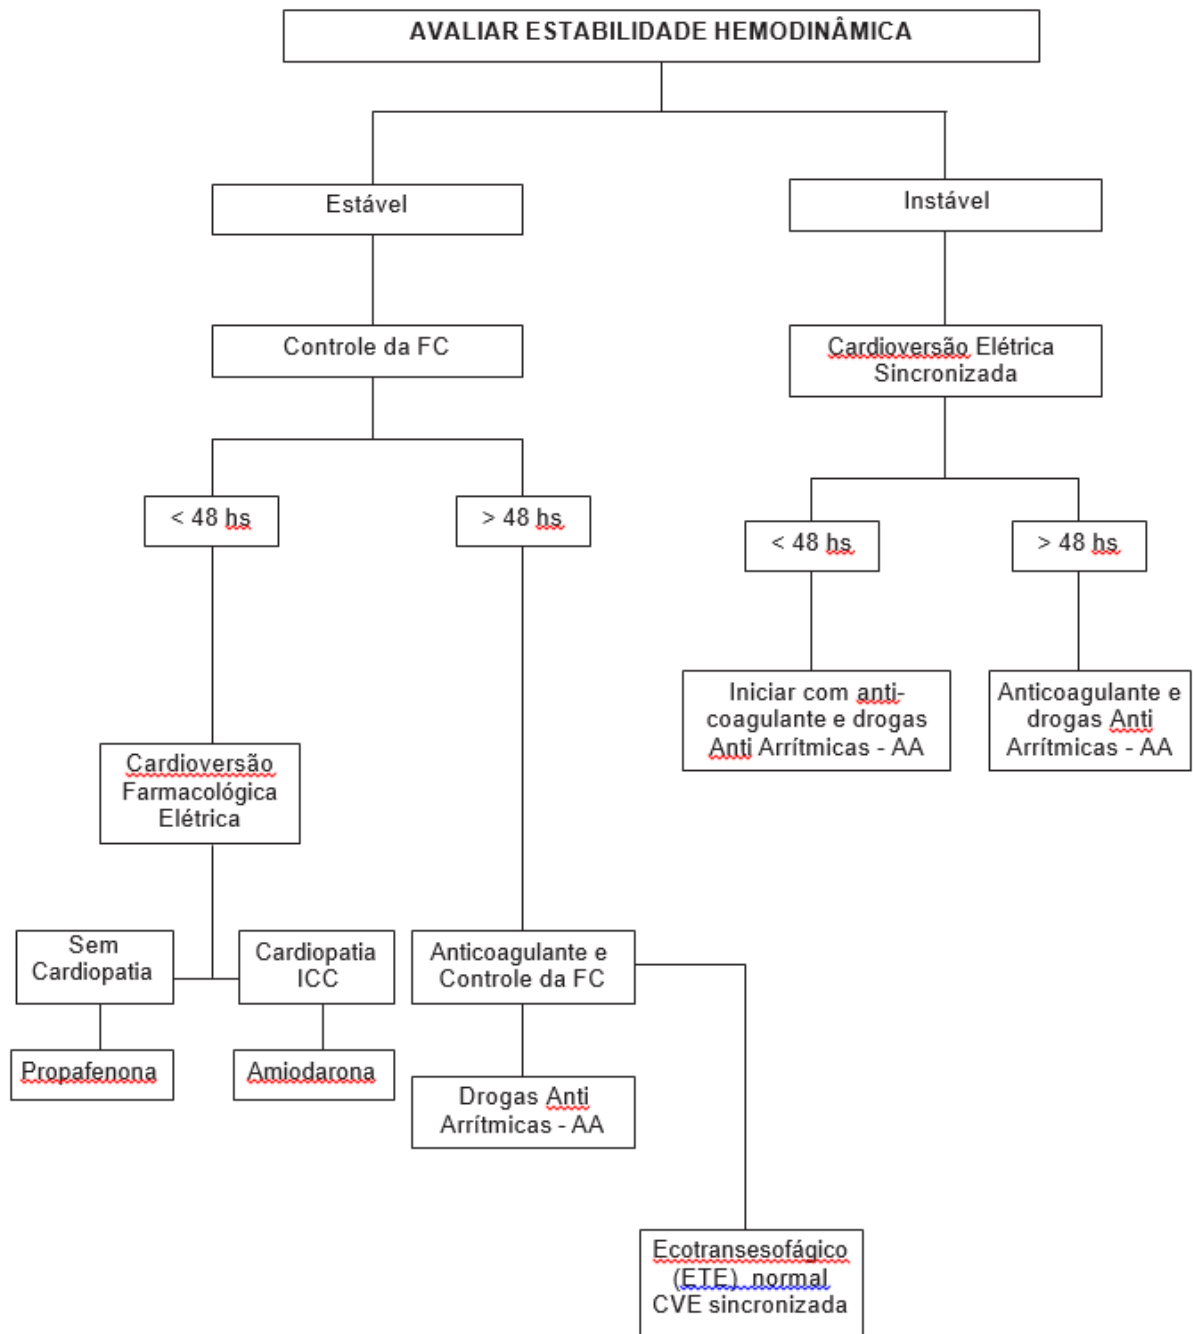 AVALIAR ESTABILIDADE HEMODINÂMICA
Estável
Instável
Controle da FC
Cardioversão Elétrica
Sincronizada
< 48 hs
> 48 hs
< 48 hs
> 48 hs
Iniciar com anti-
coagulante e drogas
Anti Arrítmicas - AA
Anticoagulante e
drogas Anti
Arrítmicas - AA
Cardioversão
Farmacológica
Elétrica
Sem
Cardiopatia
Cardiopatia
ICC
Anticoagulante e
Controle da FC
Propafenona
Amiodarona
Drogas Anti
Arrítmicas - AA
Ecotransesofágico
(ETE) normal
CVE sincronizada